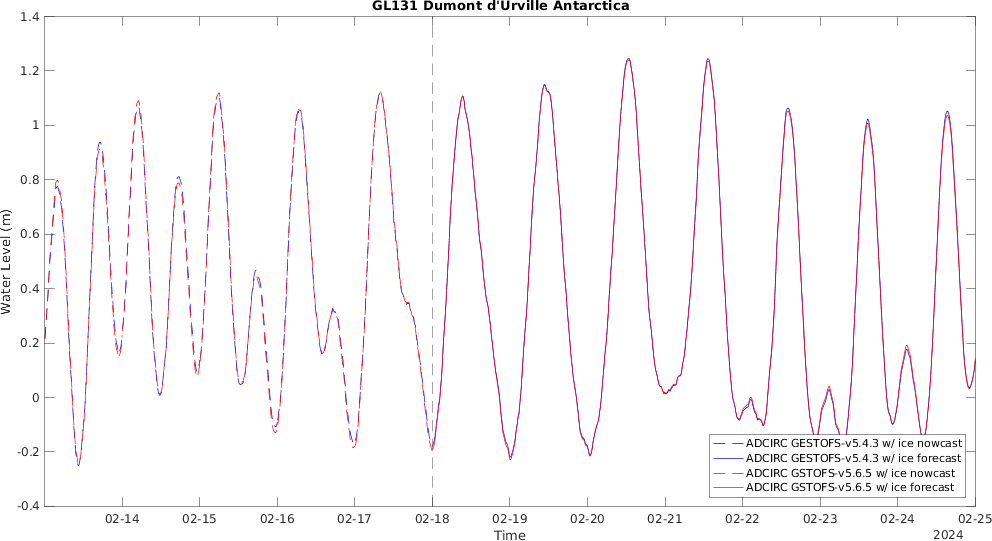 GL131 Dumont d'Urville Antarctica
1.4
1.2
1
0.8
0.6
0.4
0.2
0
-0.2
-0.4
Water Level (m)
ADCIRC GESTOFS-v5.4.3 w/ ice nowcast
ADCIRC GESTOFS-v5.4.3 w/ ice forecast
ADCIRC GSTOFS-v5.6.5 w/ ice nowcast
ADCIRC GSTOFS-v5.6.5 w/ ice forecast
02-14 02-15 02-16 02-17 02-18 02-19 02-20 02-21 02-22 02-23 02-24 02-25
Time
2024